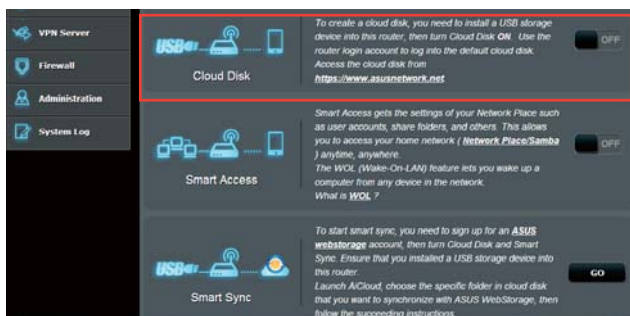 VPN Server
Firewall
Administration
System Log
USB
Cloud Disk
To create a cloud disk, you need to install a USB storage
device into this router, then turn Cloud Disk ON. Use the
router login account to log into the default cloud disk.
Access the cloud disk from
https://www.asusnetwork.net
OFF
Smart Access
Smart Access gets the settings of your Network Place such
as user accounts, share folders, and others. This allows
you to access your home network ( Network Place/Samba
) anytime, anywhere.
The WOL (Wake-On-LAN) feature lets you wake up a
computer from any device in the network.
What is WOL ?
OFF
USB
Smart Sync
To start smart sync, you need to sign up for an ASUS
webstorage account, then turn Cloud Disk and Smart
Sync. Ensure that you installed a USB storage device into
this router.
Launch AiCloud, choose the specific folder in cloud disk
that you want to synchronize with ASUS WebStorage, then
follow the succeeding instructions.
GO